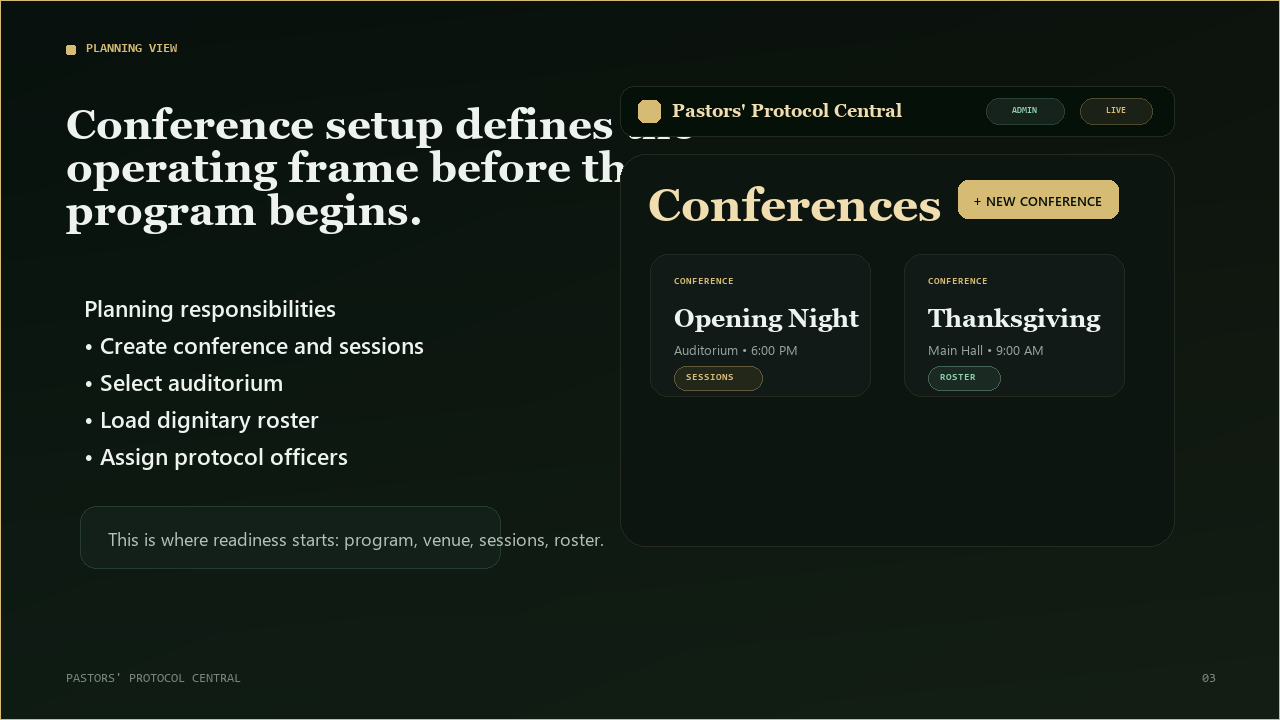 PLANNING VIEW
Conference setup defines the
operating frame before th
program begins.
Planning responsibilities
• Create conference and sessions
• Select auditorium
• Load dignitary roster
• Assign protocol officers
This is where readiness starts: program, venue, sessions, roster.
Pastors' Protocol Central
ADMIN
LIVE
Conferences
+ NEW CONFERENCE
CONFERENCE
Opening Night
Auditorium • 6:00 PM
SESSIONS
CONFERENCE
Thanksgiving
Main Hall • 9:00 AM
ROSTER
PASTORS' PROTOCOL CENTRAL
03